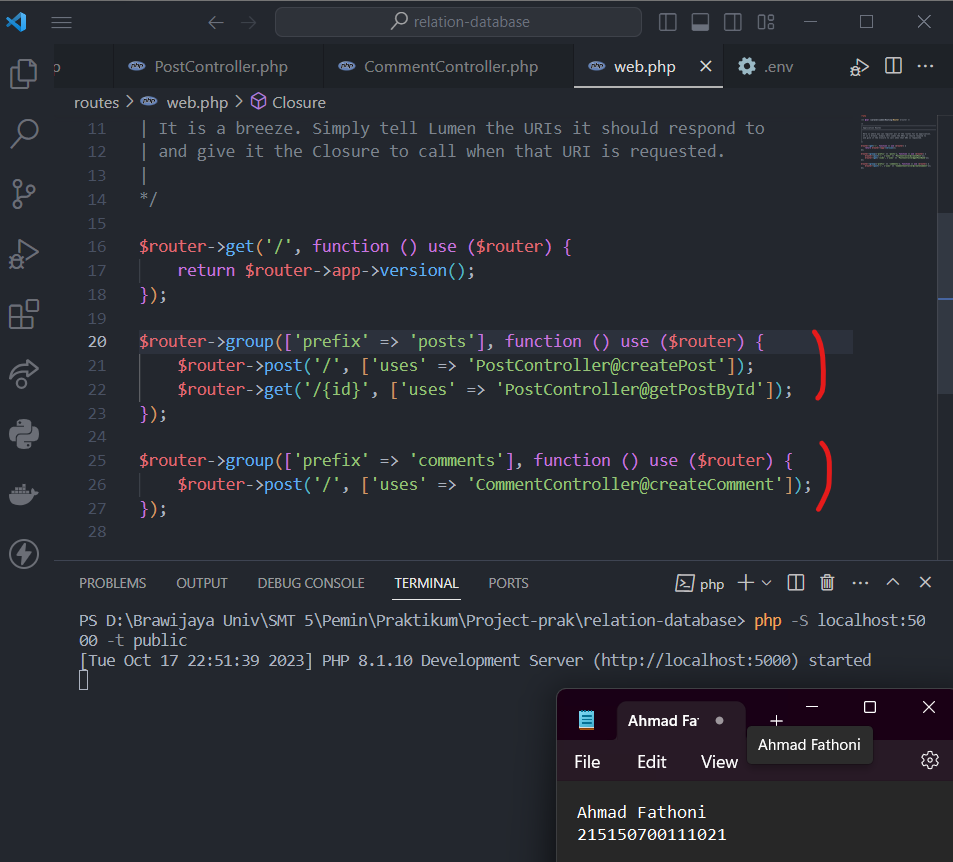 relation-database
PostController.php
CommentController.php
web.php
.env
routes > web.php > Closure
11 | It is a breeze. Simply tell Lumen the URIs it should respond to
12 | and give it the Closure to call when that URI is requested.
13 |
14 */
15
16 $router->get('/', function () use ($router) {
17     return $router->app->version();
18 });
19
20 $router->group(['prefix' => 'posts'], function () use ($router) {
21     $router->post('/', ['uses' => 'PostController@createPost']);
22     $router->get('/{id}', ['uses' => 'PostController@getPostById']);
23 });
24
25 $router->group(['prefix' => 'comments'], function () use ($router) {
26     $router->post('/', ['uses' => 'CommentController@createComment']);
27 });
28
PROBLEMS OUTPUT DEBUG CONSOLE TERMINAL PORTS php
PS D:\Brawijaya Univ\SMT 5\Pemin\Praktikum\Project-prak\relation-database> php -S localhost:50
00 -t public
[Tue Oct 17 22:51:39 2023] PHP 8.1.10 Development Server (http://localhost:5000) started
Ahmad Fa
Ahmad Fathoni
File Edit View
Ahmad Fathoni
215150700111021